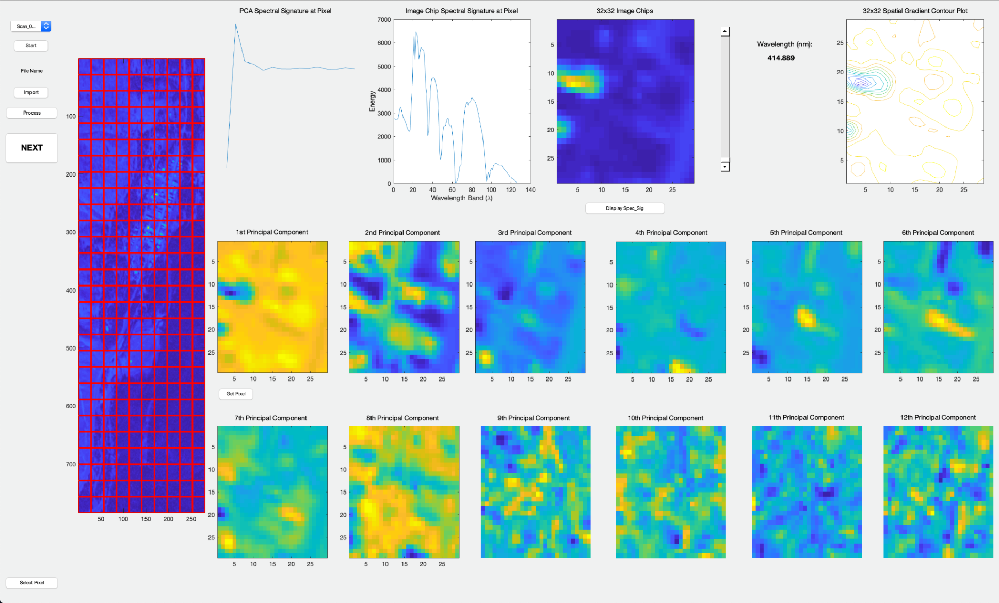 Scan_0...
Start
File Name
Import
Process
NEXT
100
200
300
400
500
600
700
50 100 150 200 250
Select Pixel
PCA Spectral Signature at Pixel
Image Chip Spectral Signature at Pixel
7000
6000
5000
4000
3000
2000
1000
0
Energy
0 20 40 60 80 100 120 140
Wavelength Band (λ)
32x32 Image Chips
5
10
15
20
25
5 10 15 20 25
Display Spec_Sig
Wavelength (nm):
414.889
32x32 Spatial Gradient Contour Plot
25
20
15
10
5
5 10 15 20 25
1st Principal Component
5
10
15
20
25
5 10 15 20 25
2nd Principal Component
5
10
15
20
25
5 10 15 20 25
3rd Principal Component
5
10
15
20
25
5 10 15 20 25
4th Principal Component
5
10
15
20
25
5 10 15 20 25
5th Principal Component
5
10
15
20
25
5 10 15 20 25
6th Principal Component
5
10
15
20
25
5 10 15 20 25
Get Pixel
7th Principal Component
5
10
15
20
25
5 10 15 20 25
8th Principal Component
5
10
15
20
25
5 10 15 20 25
9th Principal Component
10th Principal Component
11th Principal Component
12th Principal Component